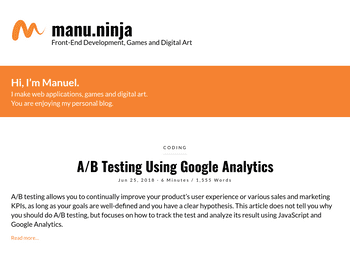 manu.ninja
Front-End Development, Games and Digital Art
Hi, I'm Manuel.
I make web applications, games and digital art.
You are enjoying my personal blog.
CODING
A/B Testing Using Google Analytics
Jun 25, 2018 · 6 Minutes / 1,355 Words
A/B testing allows you to continually improve your product's user experience or various sales and marketing
KPIs, as long as your goals are well-defined and you have a clear hypothesis. This article does not tell you why
you should do A/B testing, but focuses on how to track the test and analyze its result using JavaScript and
Google Analytics.
Read more…